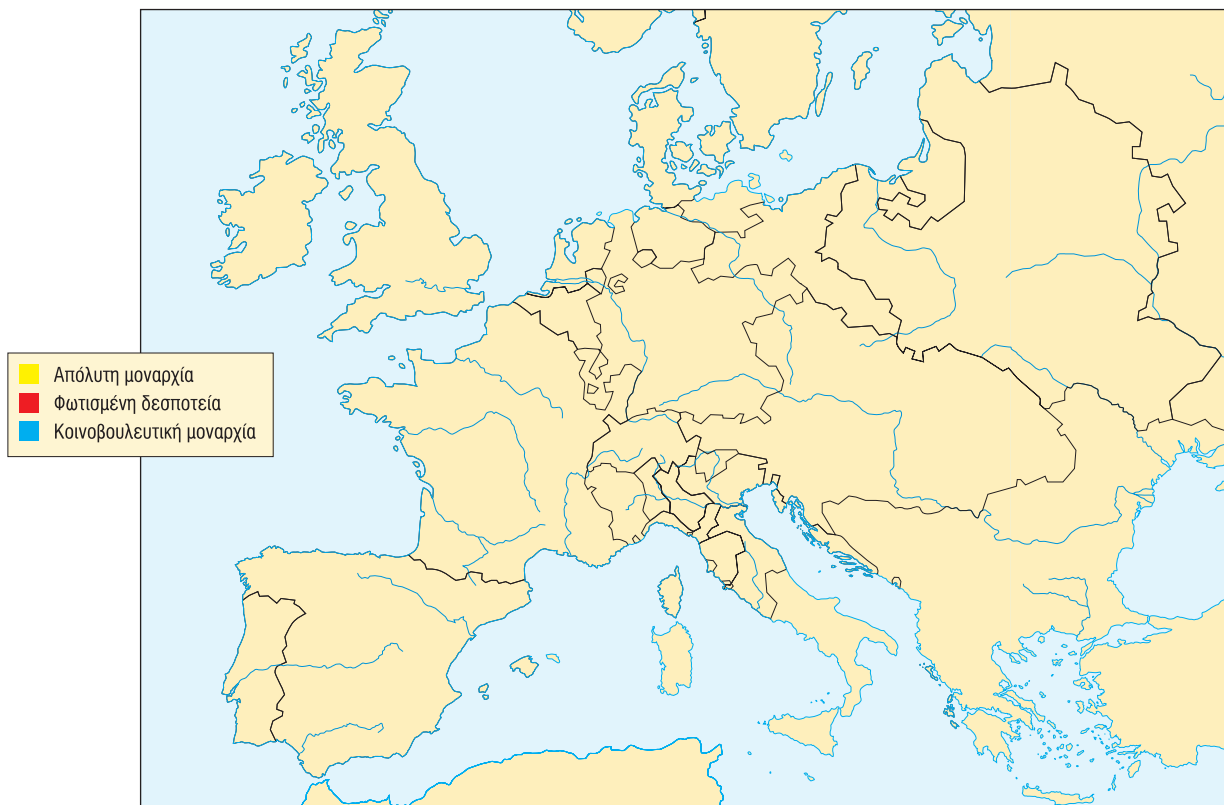 Απόλυτη μοναρχία
Φωτισμένη δεσποτεία
Κοινοβουλευτική μοναρχία